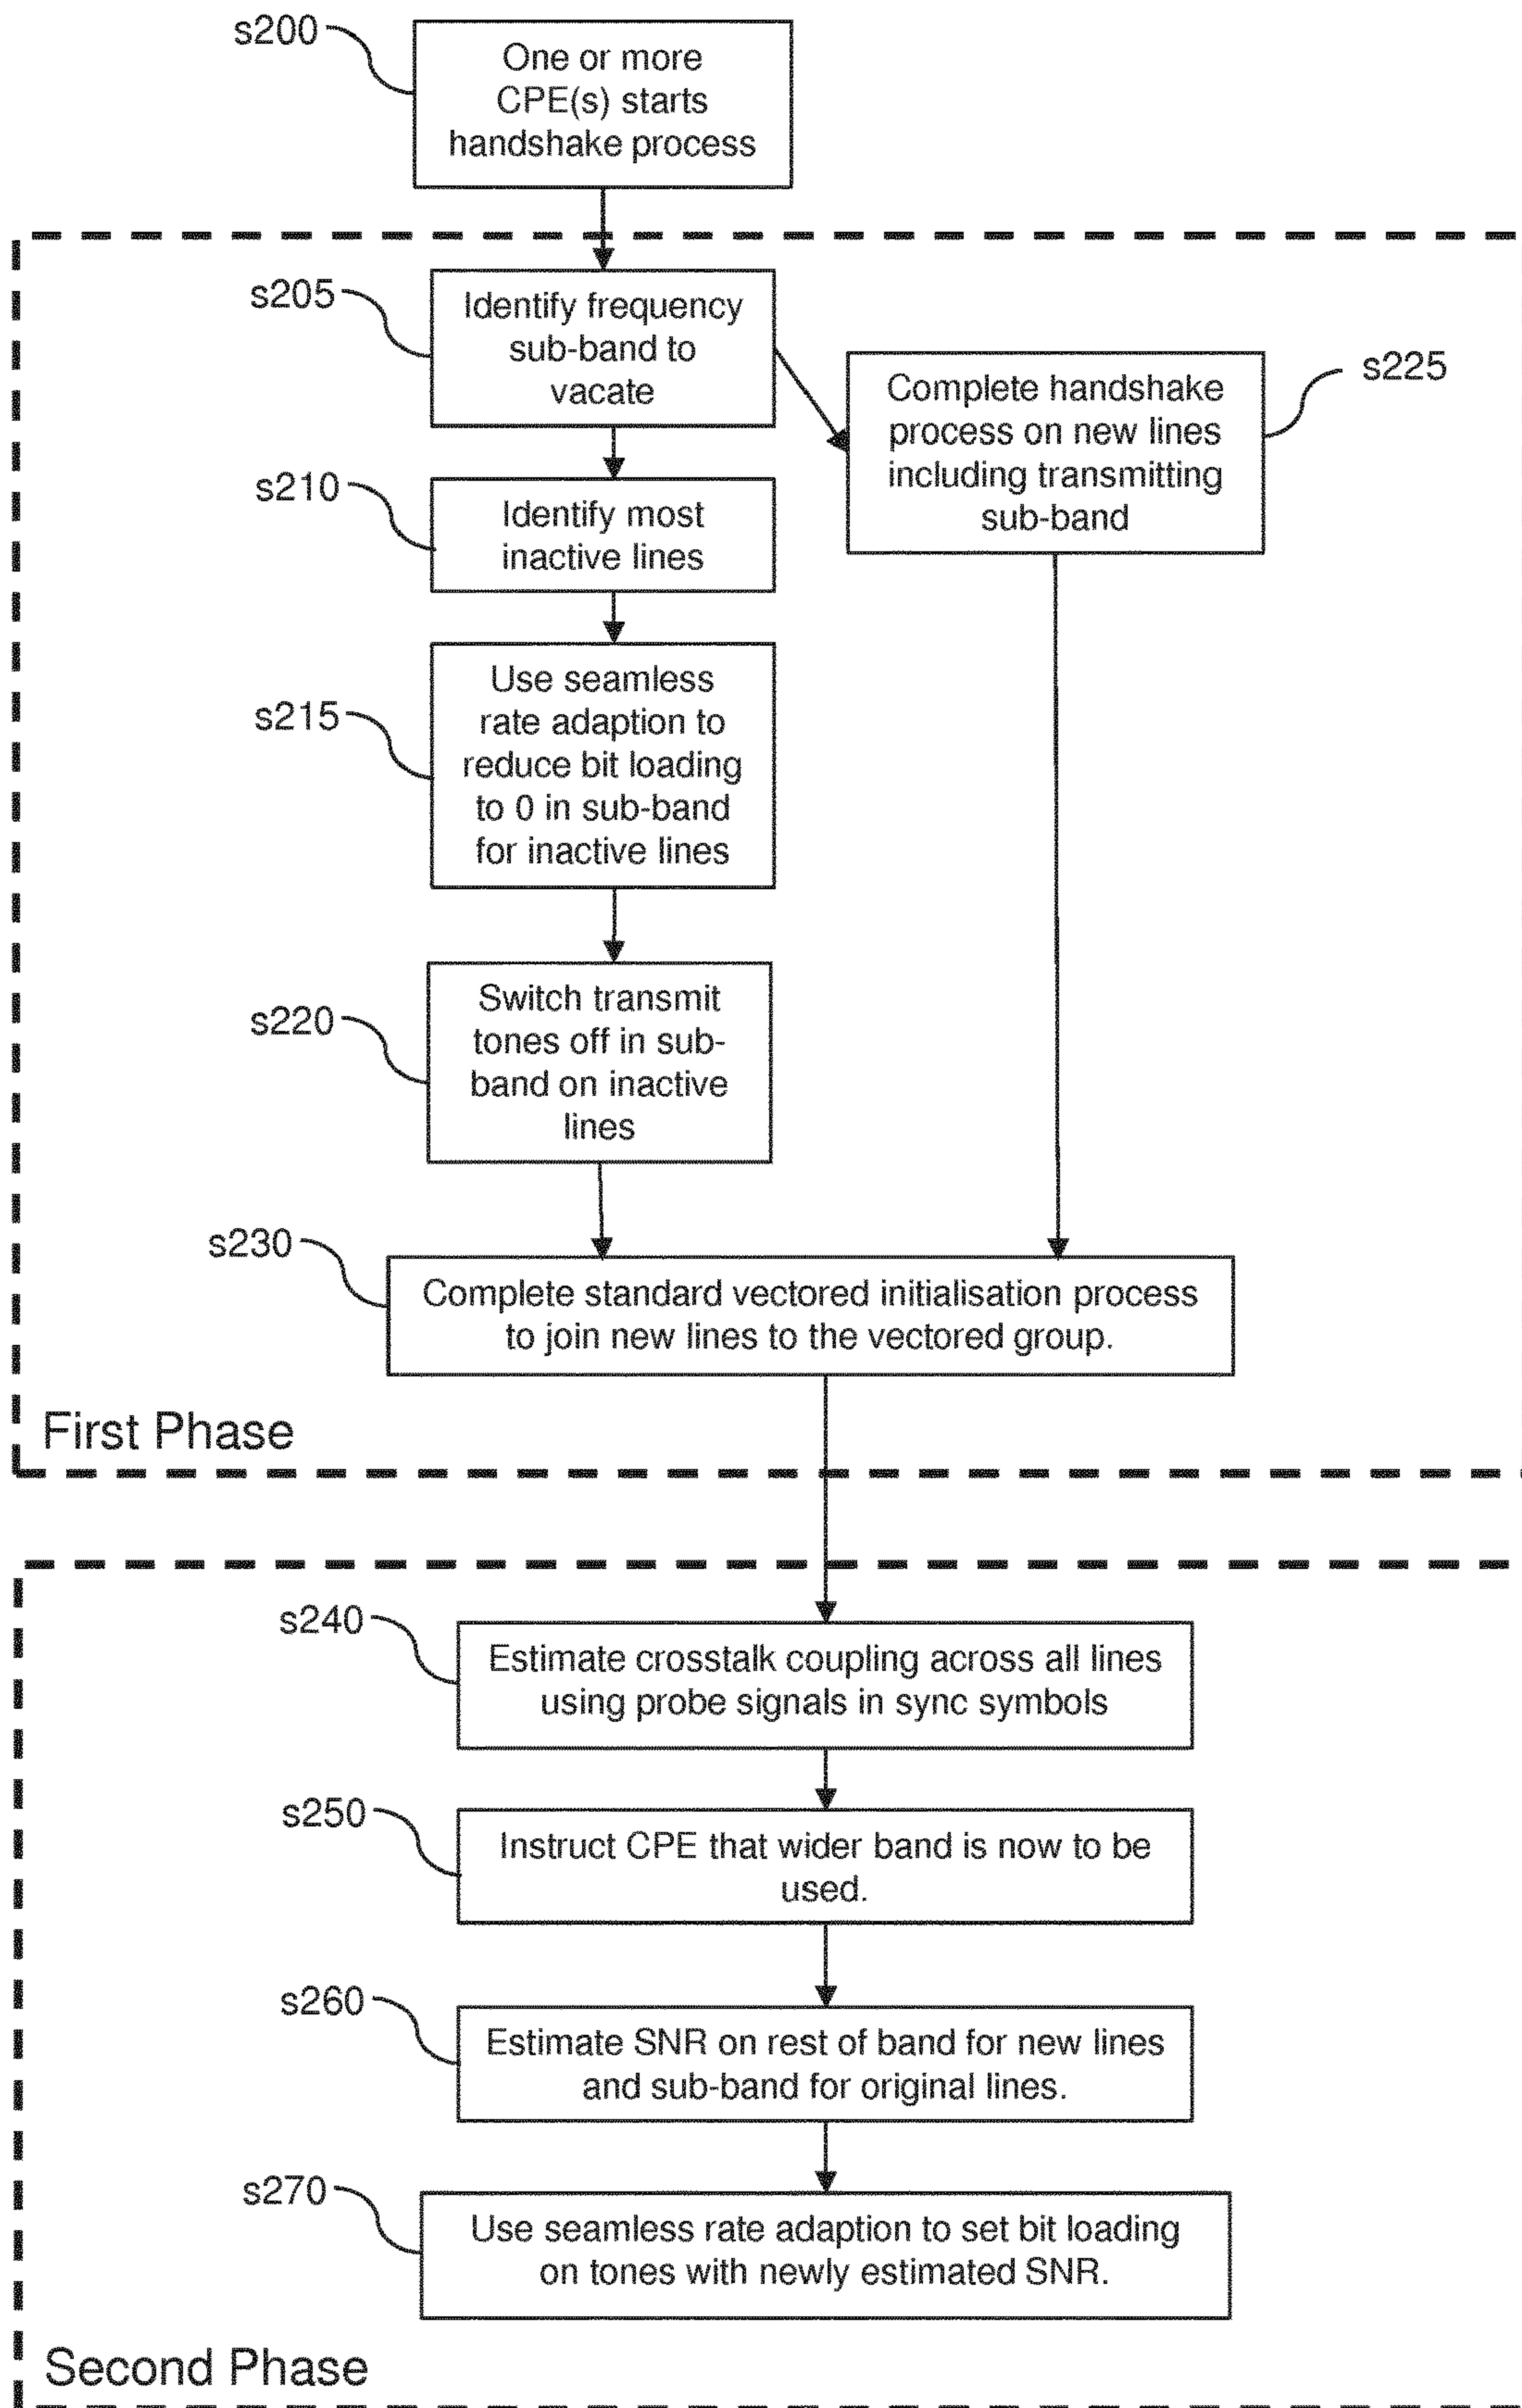 s200
One or more
CPE(s) starts
handshake process
s205
Identify frequency
sub-band to
vacate
s225
Complete handshake
process on new lines
including transmitting
sub-band
s210
Identify most
inactive lines
s215
Use seamless
rate adaption to
reduce bit loading
to 0 in sub-band
for inactive lines
s220
Switch transmit
tones off in sub-
band on inactive
lines
s230
Complete standard vectored initialisation process
to join new lines to the vectored group.
First Phase
s240
Estimate crosstalk coupling across all lines
using probe signals in sync symbols
s250
Instruct CPE that wider band is now to be
used.
s260
Estimate SNR on rest of band for new lines
and sub-band for original lines.
s270
Use seamless rate adaption to set bit loading
on tones with newly estimated SNR.
Second Phase